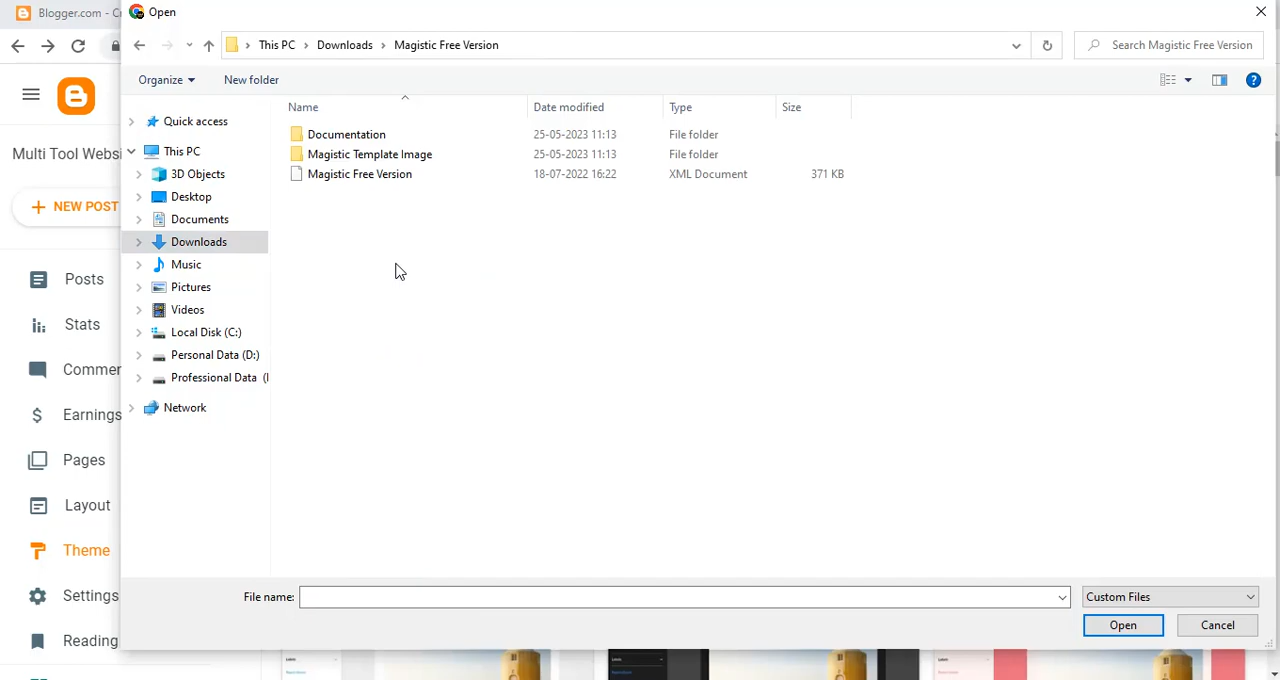 Blogger.com - Cr
Open
This PC > Downloads > Magistic Free Version
Search Magistic Free Version
Organize
New folder
Name
Date modified
Type
Size
Documentation 25-05-2023 11:13 File folder
Magistic Template Image 25-05-2023 11:13 File folder
Magistic Free Version 18-07-2022 16:22 XML Document 371 KB
Quick access
This PC
3D Objects
Desktop
Documents
Downloads
Music
Pictures
Videos
Local Disk (C:)
Personal Data (D:)
Professional Data (
Network
Multi Tool Websi
+ NEW POST
Posts
Stats
Commer
Earnings
Pages
Layout
Theme
Settings
Reading
File name:
Custom Files
Open
Cancel